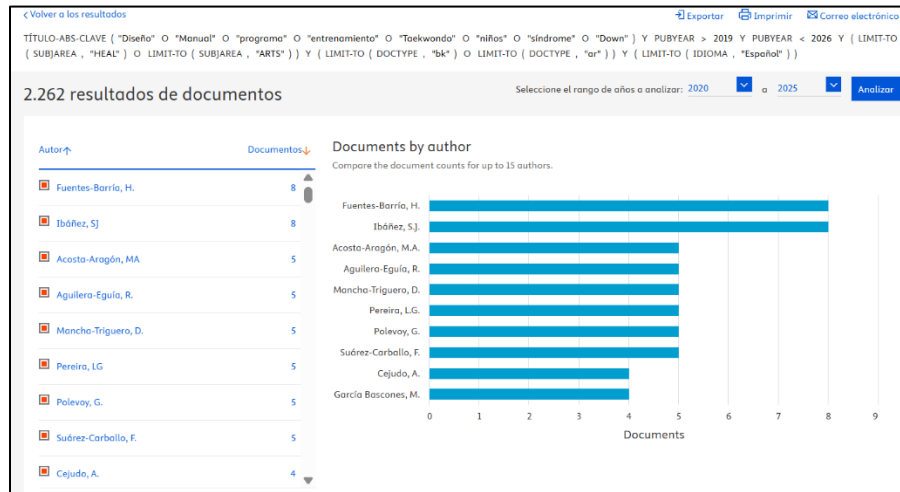 Volver a los resultados
Exportar Imprimir Correo electrónico
TÍTULO-ABS-CLAVE ( "Diseño" O "Manual" O "programa" O "entrenamiento" O "Taekwondo" O "niños" O "síndrome" O "Down" ) Y PUBYEAR > 2019 Y PUBYEAR < 2026 Y ( LIMIT-TO
( SUBJAREA , "HEAL" ) O LIMIT-TO ( SUBJAREA , "ARTS" ) ) Y ( LIMIT-TO ( DOCTYPE , "bk" ) O LIMIT-TO ( DOCTYPE , "ar" ) ) Y ( LIMIT-TO ( IDIOMA , "Español" ) )
2.262 resultados de documentos
Seleccione el rango de años a analizar: 2020 a 2025 Analizar
Autor Documentos
Fuentes-Barría, H. 8
Ibáñez, SJ 8
Acosta-Aragón, MA 5
Aguilera-Eguía, R. 5
Mancha-Triguero, D. 5
Pereira, LG 5
Polevoy, G. 5
Suárez-Carballo, F. 5
Cejudo, A. 4
Documents by author
Compare the document counts for up to 15 authors.
Fuentes-Barría, H.
Ibáñez, S.J.
Acosta-Aragón, M.A.
Aguilera-Eguía, R.
Mancha-Triguero, D.
Pereira, L.G.
Polevoy, G.
Suárez-Carballo, F.
Cejudo, A.
García Bascones, M.
0 1 2 3 4 5 6 7 8 9
Documents